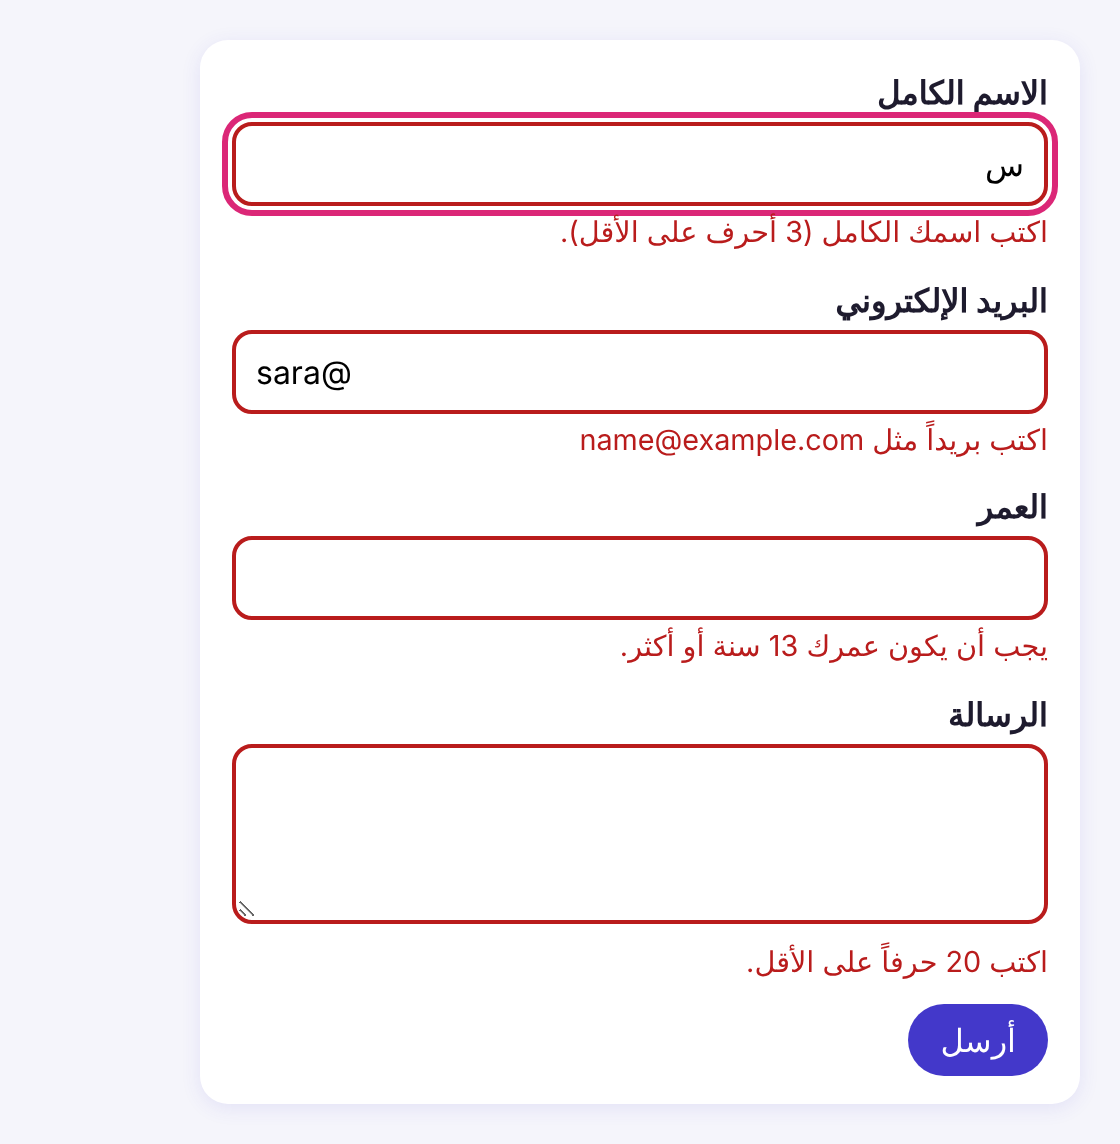 الاسم الكامل
س
اكتب اسمك الكامل (3 أحرف على الأقل).
البريد الإلكتروني
sara@
اكتب بريداً مثل name@example.com
العمر
يجب أن يكون عمرك 13 سنة أو أكثر.
الرسالة
اكتب 20 حرفاً على الأقل.
أرسل